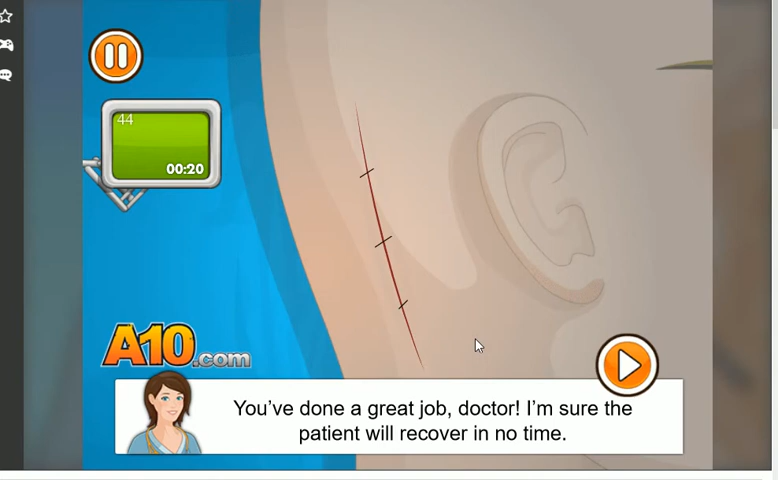 44
00:20
A10.com
You've done a great job, doctor! I'm sure the
patient will recover in no time.